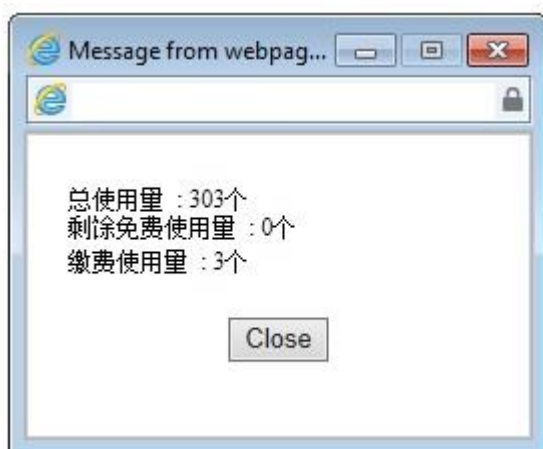 Message from webpag...
总使用量 : 303个
剩馀免费使用量 : 0个
缴费使用量 : 3个
Close